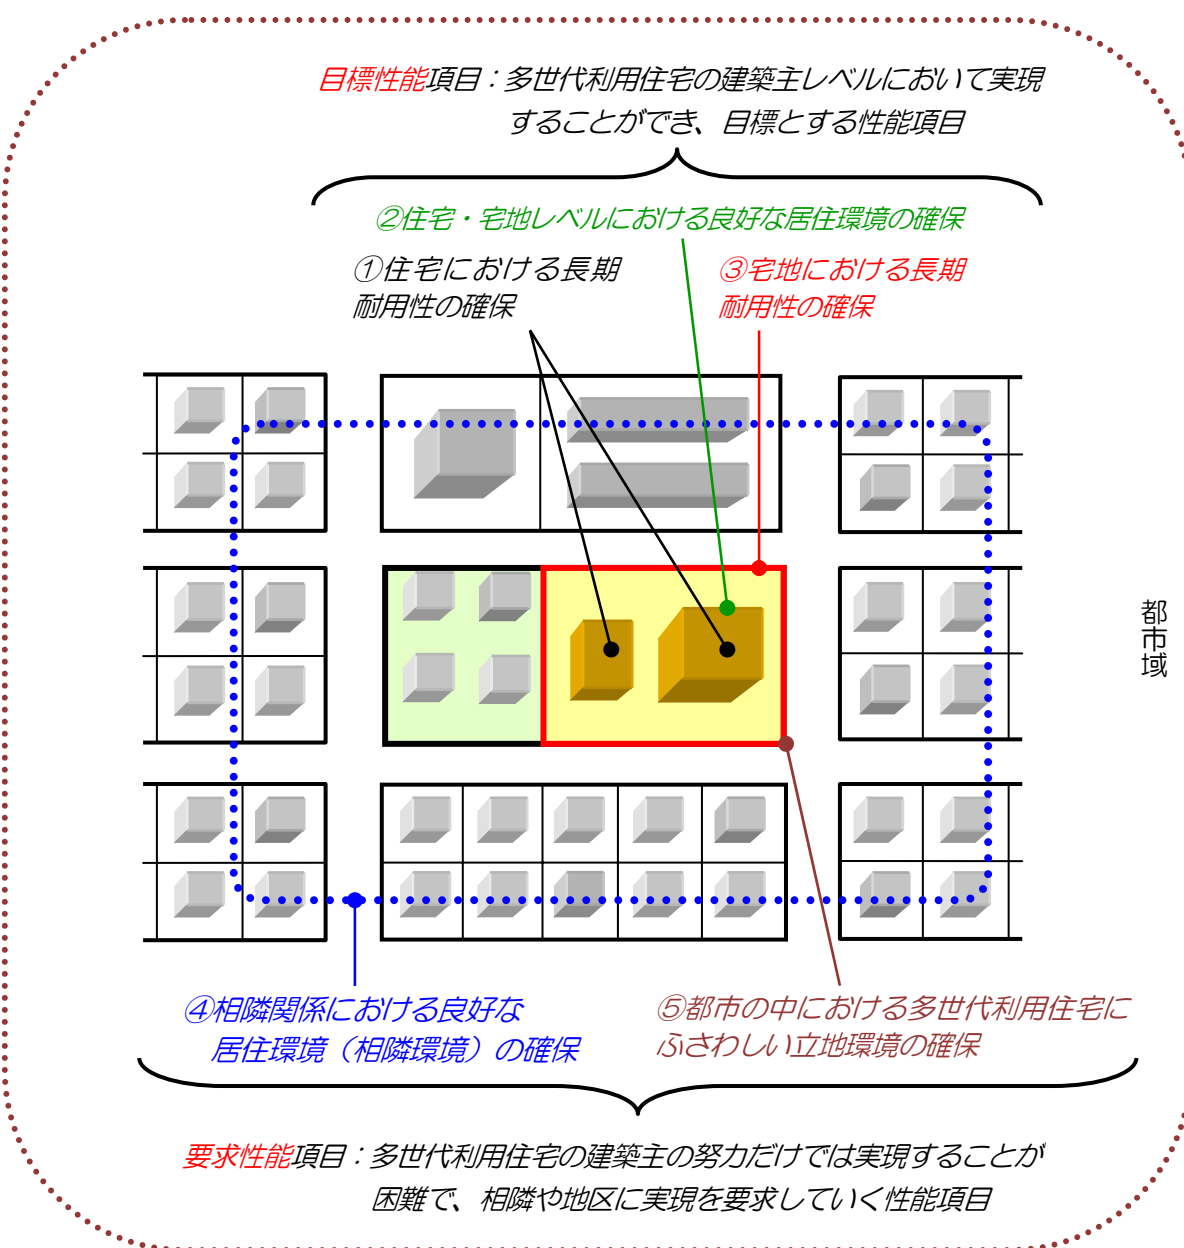 目標性能項目：多世代利用住宅の建築主レベルにおいて実現
することができ、目標とする性能項目
②住宅・宅地レベルにおける良好な居住環境の確保
①住宅における長期
耐用性の確保
③宅地における長期
耐用性の確保
都市域
④相隣関係における良好な
居住環境（相隣環境）の確保
⑤都市の中における多世代利用住宅に
ふさわしい立地環境の確保
要求性能項目：多世代利用住宅の建築主の努力だけでは実現することが
困難で、相隣や地区に実現を要求していく性能項目